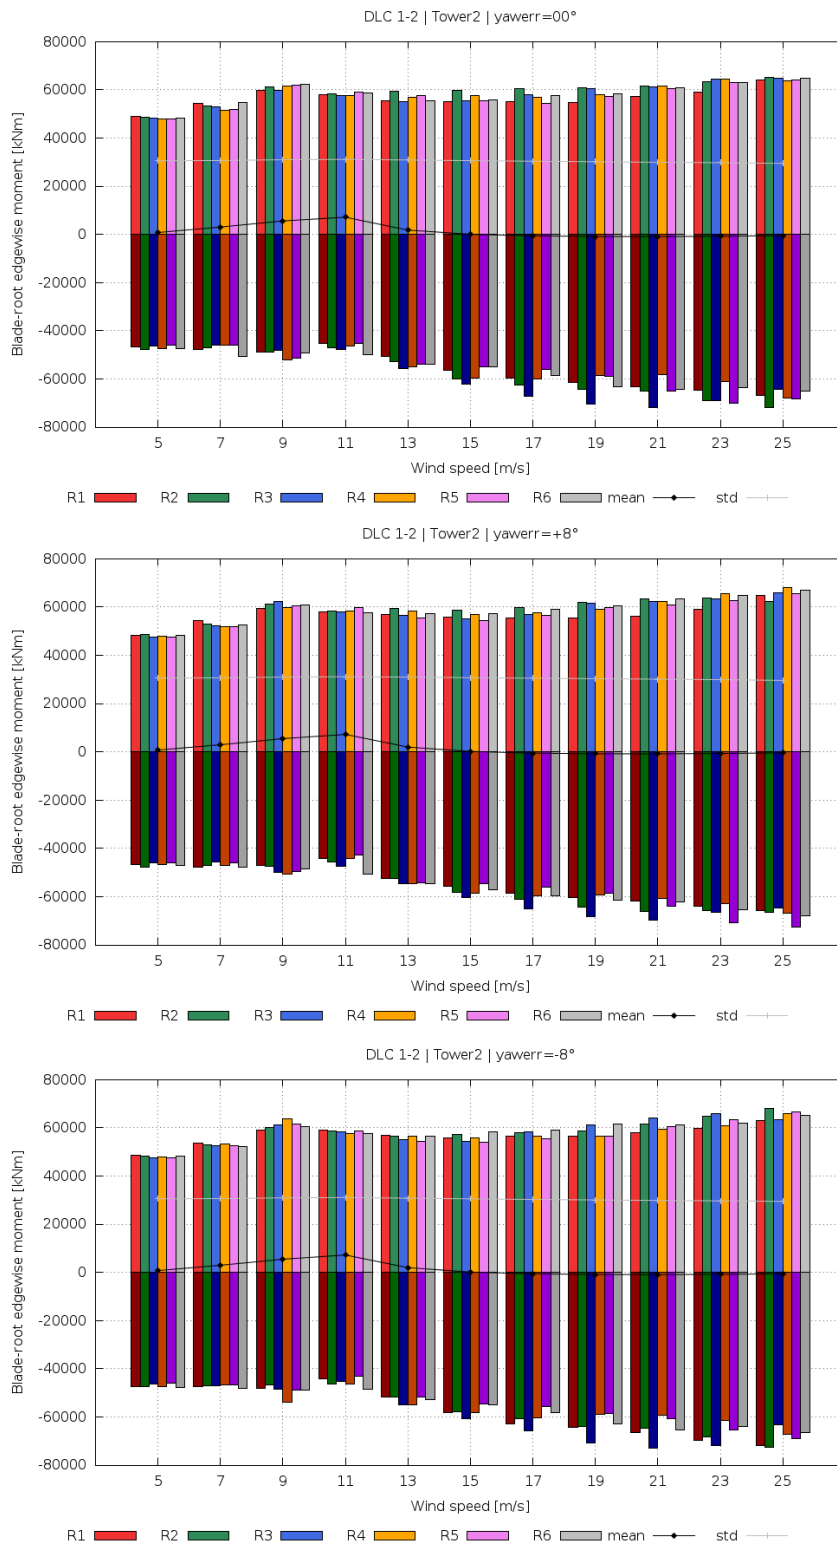 DLC 1-2 | Tower2 | yawerr=00°
80000
60000
40000
20000
0
-20000
-40000
-60000
-80000
Blade-root edgewise moment [kNm]
5 7 9 11 13 15 17 19 21 23 25
Wind speed [m/s]
R1 R2 R3 R4 R5 R6 mean std
DLC 1-2 | Tower2 | yawerr=+8°
80000
60000
40000
20000
0
-20000
-40000
-60000
-80000
Blade-root edgewise moment [kNm]
5 7 9 11 13 15 17 19 21 23 25
Wind speed [m/s]
R1 R2 R3 R4 R5 R6 mean std
DLC 1-2 | Tower2 | yawerr=-8°
80000
60000
40000
20000
0
-20000
-40000
-60000
-80000
Blade-root edgewise moment [kNm]
5 7 9 11 13 15 17 19 21 23 25
Wind speed [m/s]
R1 R2 R3 R4 R5 R6 mean std